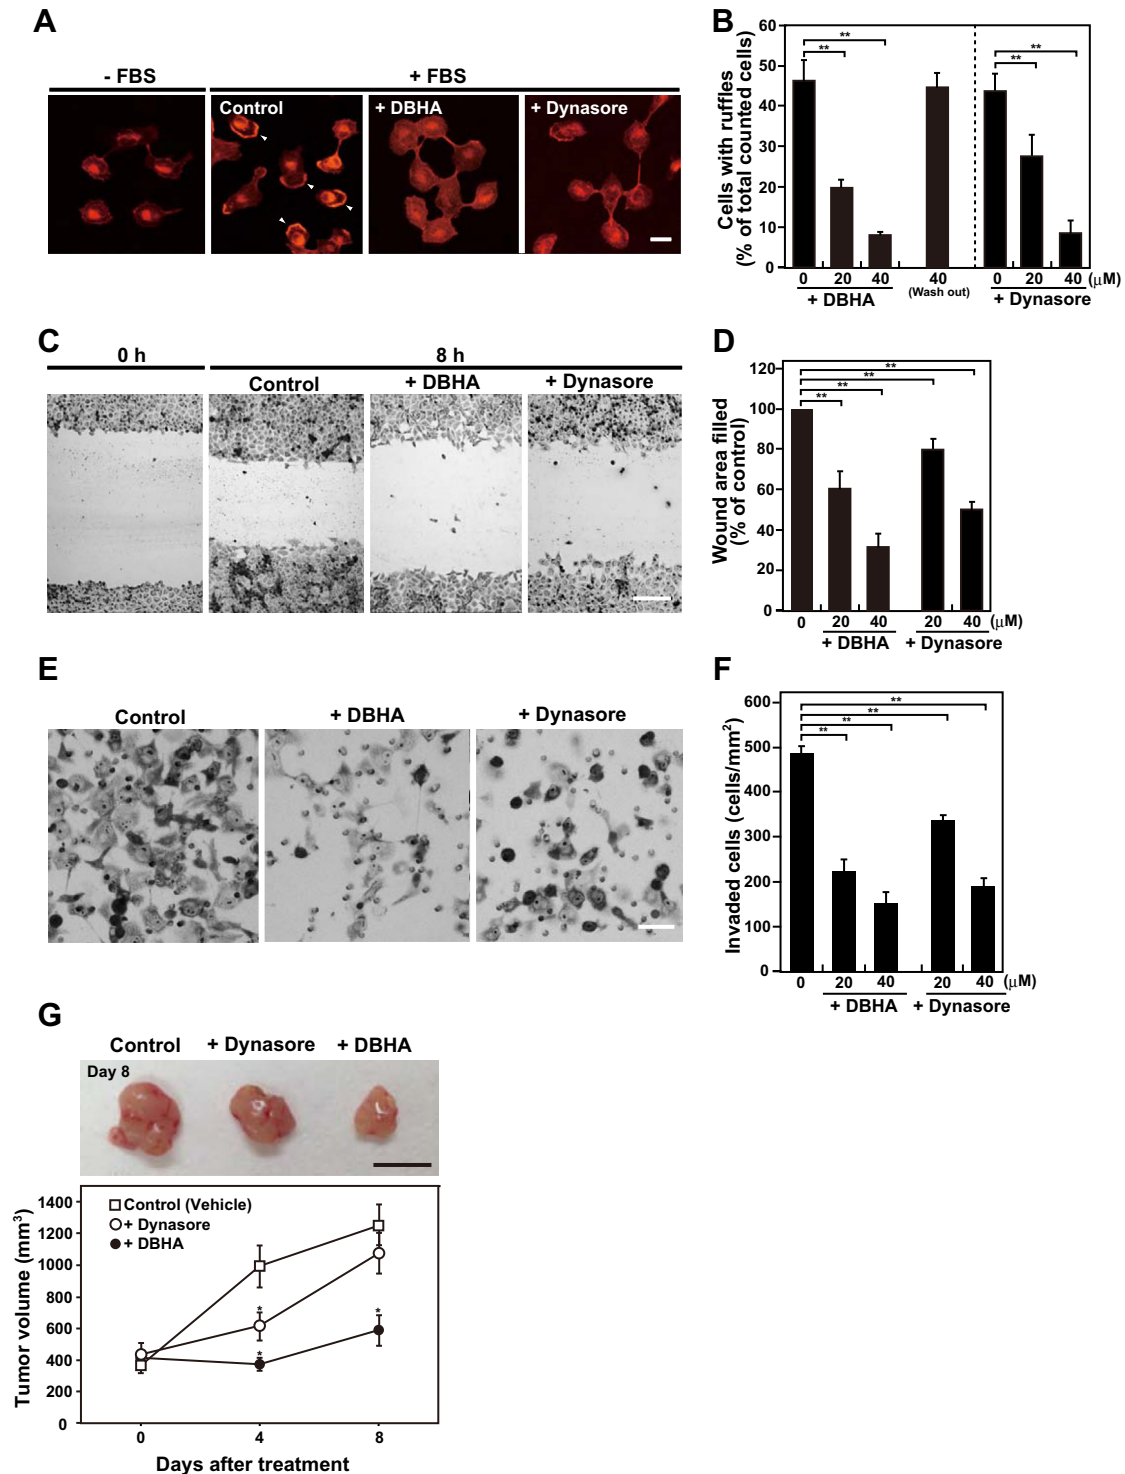 A
- FBS
+ FBS
Control
+ DBHA
+ Dynasore
B
Cells with ruffles
(% of total counted cells)
60
50
40
30
20
10
0
**
**
**
**
0
20
40
40
0
20
40
(μM)
+ DBHA
(Wash out)
+ Dynasore
C
0 h
8 h
Control
+ DBHA
+ Dynasore
D
Wound area filled
(% of control)
120
100
80
60
40
20
0
**
**
**
**
0
20
40
20
40
(μM)
+ DBHA
+ Dynasore
E
Control
+ DBHA
+ Dynasore
F
Invaded cells (cells/mm²)
600
500
400
300
200
100
0
**
**
**
**
0
20
40
20
40
(μM)
+ DBHA
+ Dynasore
G
Control
+ Dynasore
+ DBHA
Day 8
Tumor volume (mm³)
1400
1200
1000
800
600
400
200
0
Control (Vehicle)
+ Dynasore
+ DBHA
*
*
*
0
4
8
Days after treatment